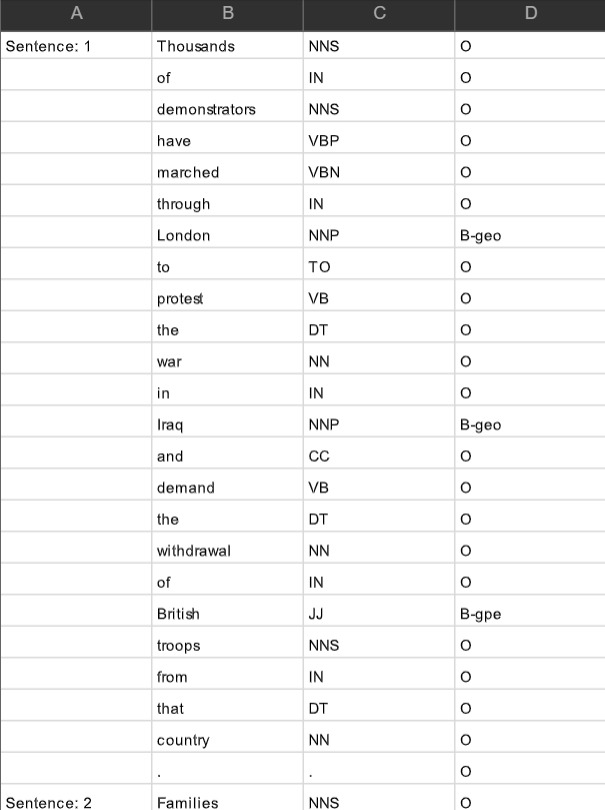 A B C D
Sentence: 1 Thousands NNS O
of IN O
demonstrators NNS O
have VBP O
marched VBN O
through IN O
London NNP B-geo
to TO O
protest VB O
the DT O
war NN O
in IN O
Iraq NNP B-geo
and CC O
demand VB O
the DT O
withdrawal NN O
of IN O
British JJ B-gpe
troops NNS O
from IN O
that DT O
country NN O
. . O
Sentence: 2 Families NNS O